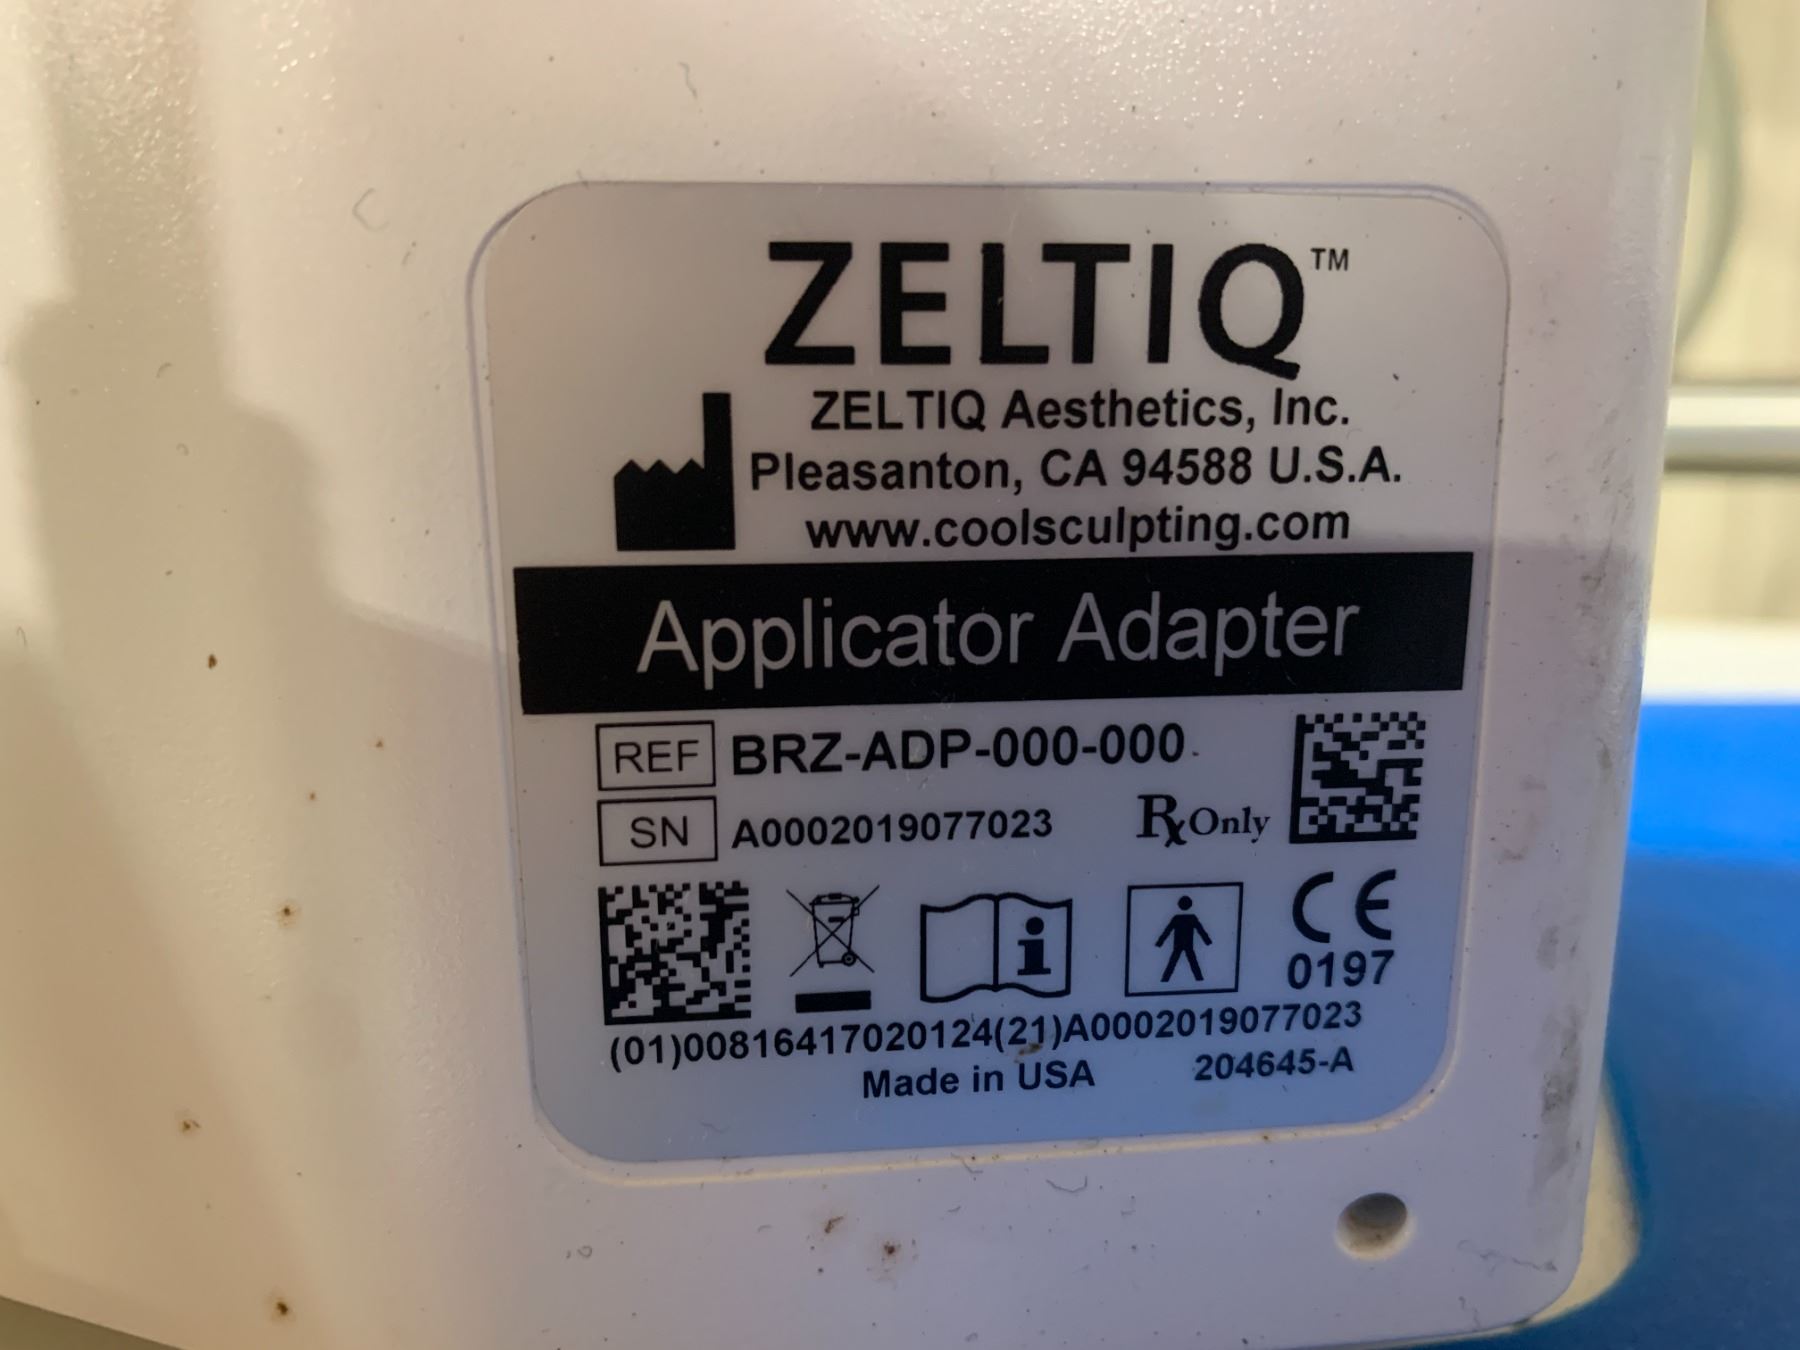 ZELTIQ™
ZELTIQ Aesthetics, Inc.
Pleasanton, CA 94588 U.S.A.
www.coolsculpting.com
Applicator Adapter
REF BRZ-ADP-000-000
SN A0002019077023 Rx Only
CE
0197
(01)00816417020124(21)A0002019077023
Made in USA 204645-A